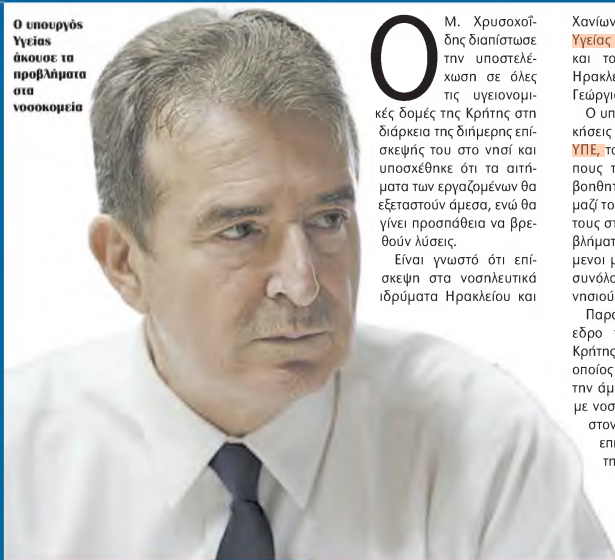 Ο υπουργός
Υγείας
άκουσε τα
προβλήματα
στα
νοσοκομεία
Ο Μ. Χρυσοχοΐ-
δης διαπίστωσε
την υποστελέ-
χωση σε όλες
τις υγειονομι-
κές δομές της Κρήτης στη
διάρκεια της διήμερης επί-
σκεψής του στο νησί και
υποσχέθηκε ότι τα αιτή-
ματα των εργαζομένων θα
εξεταστούν άμεσα, ενώ θα
γίνει προσπάθεια να βρε-
θούν λύσεις.
Είναι γνωστό ότι επί-
σκεψη στα νοσηλευτικά
ιδρύματα Ηρακλείου και
Χανίων
Υγείας
και το
Ηρακλε
Γεώργι
Ο υπ
κήσεις
ΥΠΕ, το
πους τ
βοηθητ
μαζί το
τους στ
βλήματ
μενοι μ
συνόλο
νησιού
Παρο
εδρο τ
Κρήτης
οποίος
την άμ
με νοσ
στον
επι
τη